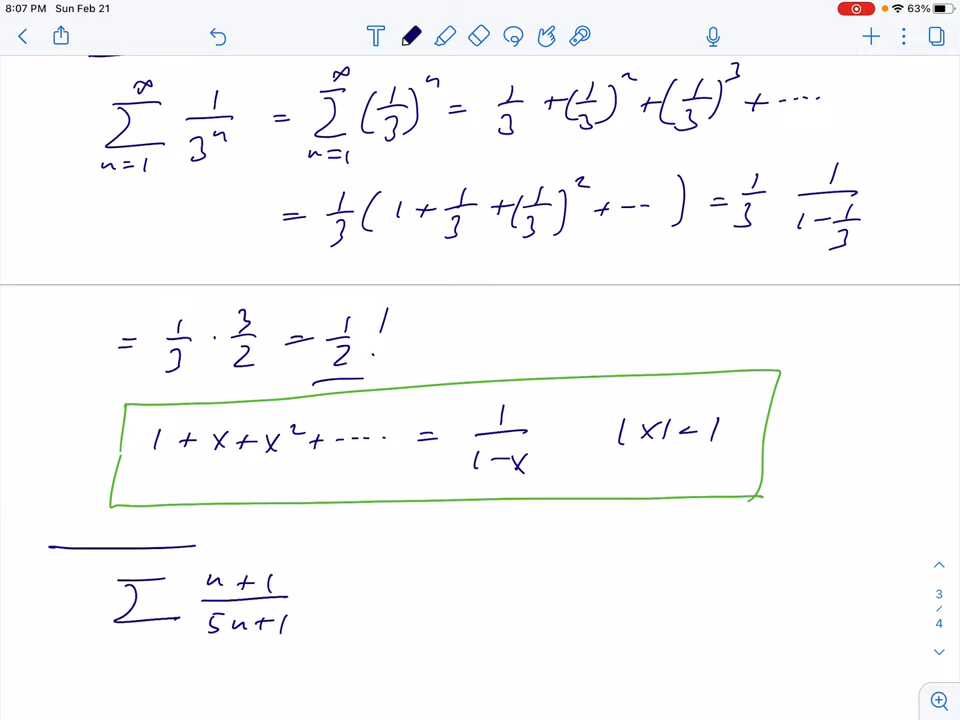 8:07 PM Sun Feb 21 63%
T
∞ ∑ n=1 1/3ⁿ = ∞ ∑ n=1 (1/3)ⁿ = 1/3 + (1/3)² + (1/3)³ + ....
= 1/3 (1 + 1/3 + (1/3)² + ...) = 1/3 1/(1 - 1/3)
= 1/3 · 3/2 = 1/2 !
1 + x + x² + .... = 1/(1-x) |x| < 1
∑ (n+1)/(5n+1)
3
/
4